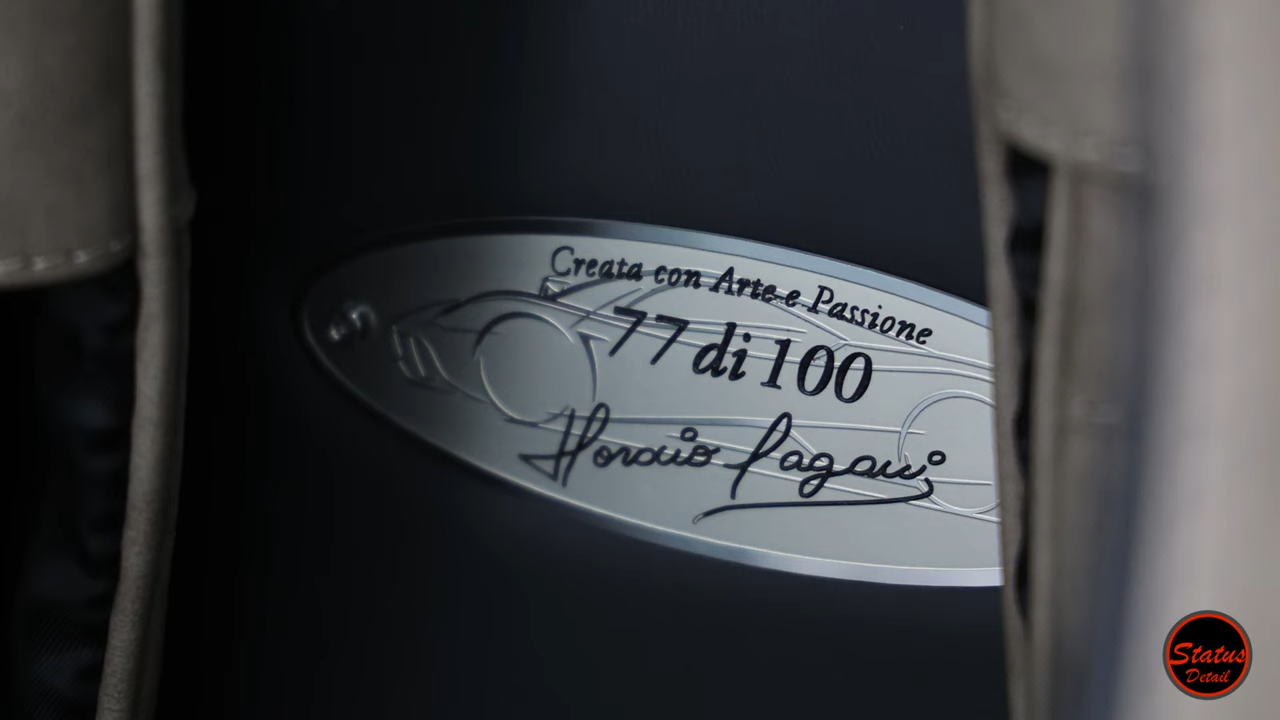 Creata con Arte e Passione
77 di 100
Horacio Pagani
Status
Detail